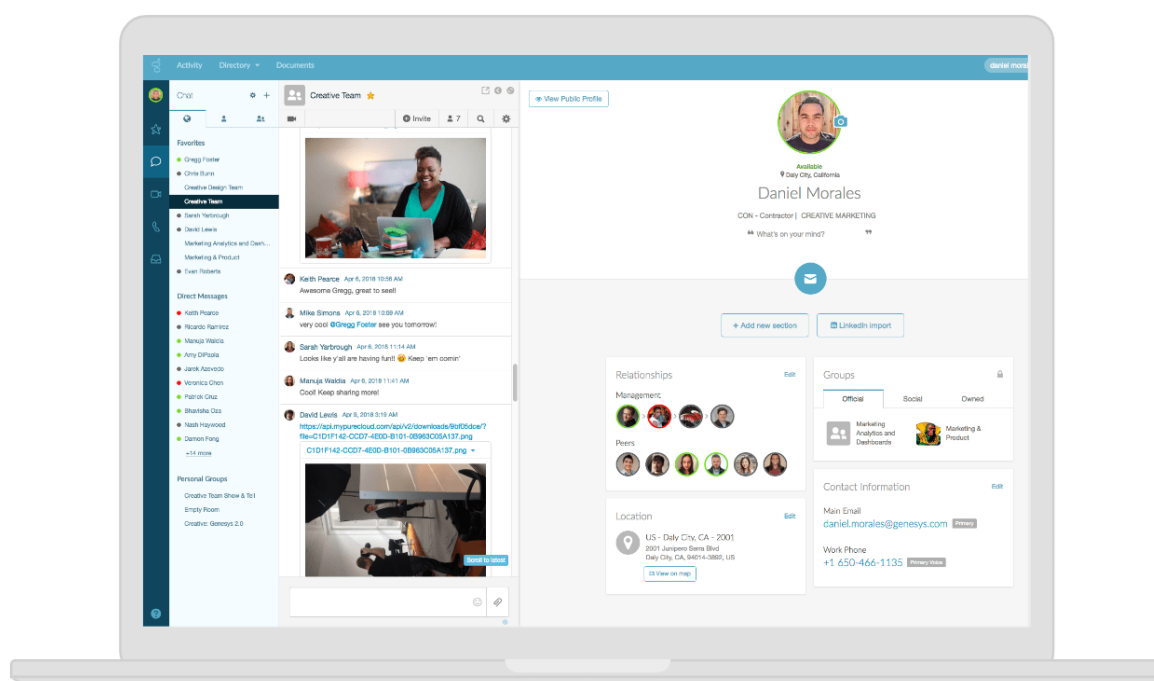 Activity
Directory
Documents
Chat
Favorites
Gregg Foster
Chris Bunn
Creative Design Team
Creative Team
Sarah Yarbrough
David Lewis
Marketing Analytics and Dash...
Marketing & Product
Evan Roberts
Direct Messages
Keith Pearce
Ricardo Ramirez
Manuja Waldia
Amy DiPaola
Jarek Azevedo
Veronica Chen
Patrick Cruz
Bhavisha Oza
Nash Haywood
Damon Fong
+14 more
Personal Groups
Creative Team Show & Tell
Empty Room
Creative: Genesys 2.0
Creative Team
Invite
7
Keith Pearce Apr 6, 2018 10:56 AM
Awesome Gregg, great to see!!
Mike Simons Apr 6, 2018
very cool @Gregg Foster see you tomorrow!
Sarah Yarbrough Apr 6, 2018 11:14 AM
Looks like y'all are having fun!! Keep 'em comin'
Manuja Waldia Apr 6, 2018 11:41 AM
Cool! Keep sharing more!
David Lewis Apr 8, 2018 3:19 AM
https://api.mypurecloud.com/api/v2/downloads/9bf05dce/?
file=C1D1F142-CCD7-4E0D-B101-0B963C05A137.png
C1D1F142-CCD7-4E0D-B101-0B963C05A137.png
Scroll to latest
daniel moral
View Public Profile
Available
Daly City, California
Daniel Morales
CON - Contractor | CREATIVE MARKETING
What's on your mind?
+ Add new section
LinkedIn import
Relationships
Edit
Management
Peers
Groups
Official
Social
Owned
Marketing
Analytics and
Dashboards
Marketing &
Product
Location
Edit
US - Daly City, CA - 2001
2001 Junipero Serra Blvd
Daly City, CA, 94014-3892, US
View on map
Contact Information
Edit
Main Email
daniel.morales@genesys.com Primary
Work Phone
+1 650-466-1135 Primary Voice